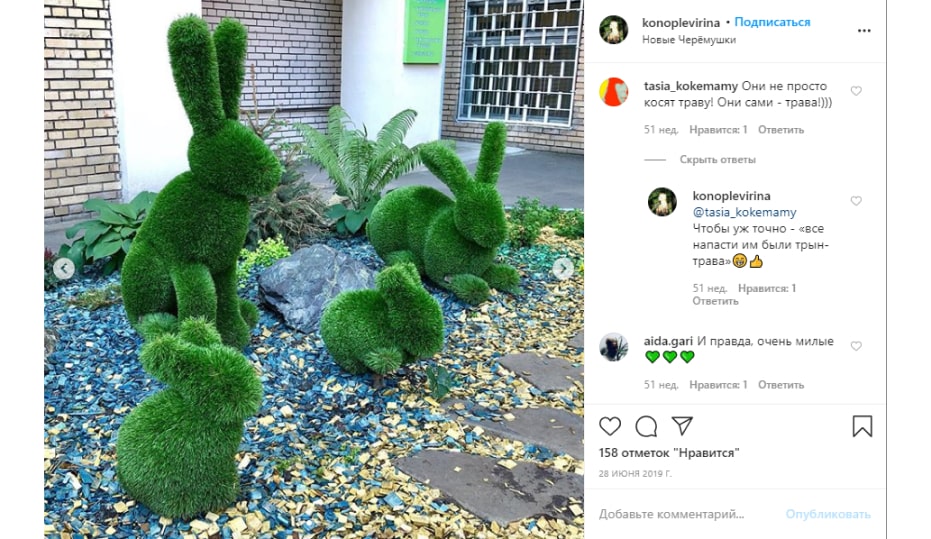 konoplevirina • Подписаться
Новые Черёмушки
tasia_kokemamy Они не просто
косят траву! Они сами - трава!)))
51 нед. Нравится: 1 Ответить
Скрыть ответы
konoplevirina
@tasia_kokemamy
Чтобы уж точно - «все
напасти им были трын-
трава»😝👍
51 нед. Нравится: 1
Ответить
aida.gari И правда, очень милые
💚💚💚
51 нед. Нравится: 1 Ответить
158 отметок "Нравится"
28 ИЮНЯ 2019 Г.
Добавьте комментарий...
Опубликовать